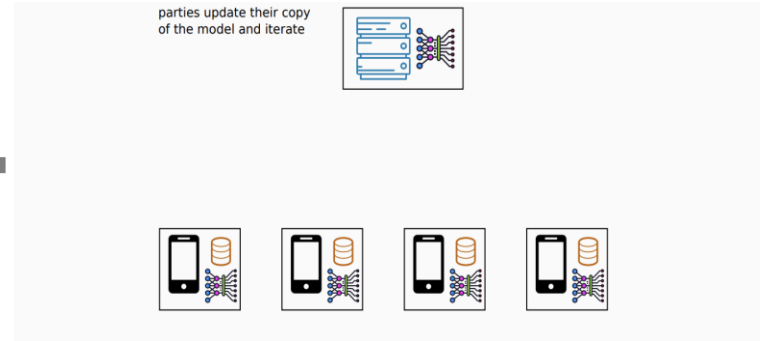 parties update their copy
of the model and iterate